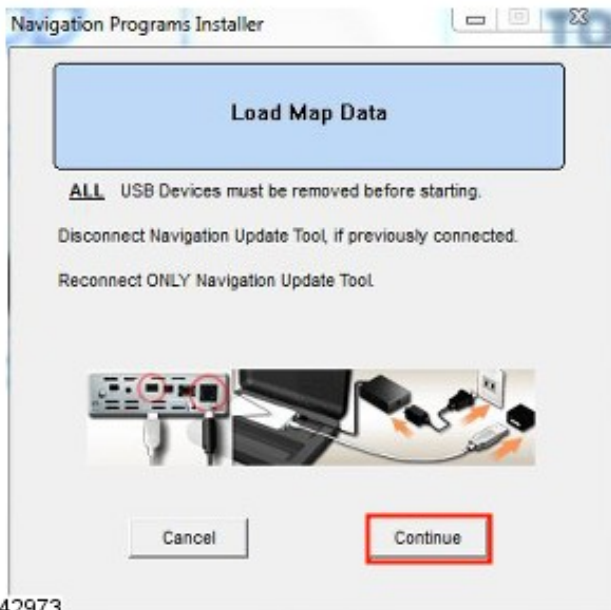 Navigation Programs Installer
Load Map Data
ALL USB Devices must be removed before starting.
Disconnect Navigation Update Tool, if previously connected.
Reconnect ONLY Navigation Update Tool.
Cancel
Continue
42973